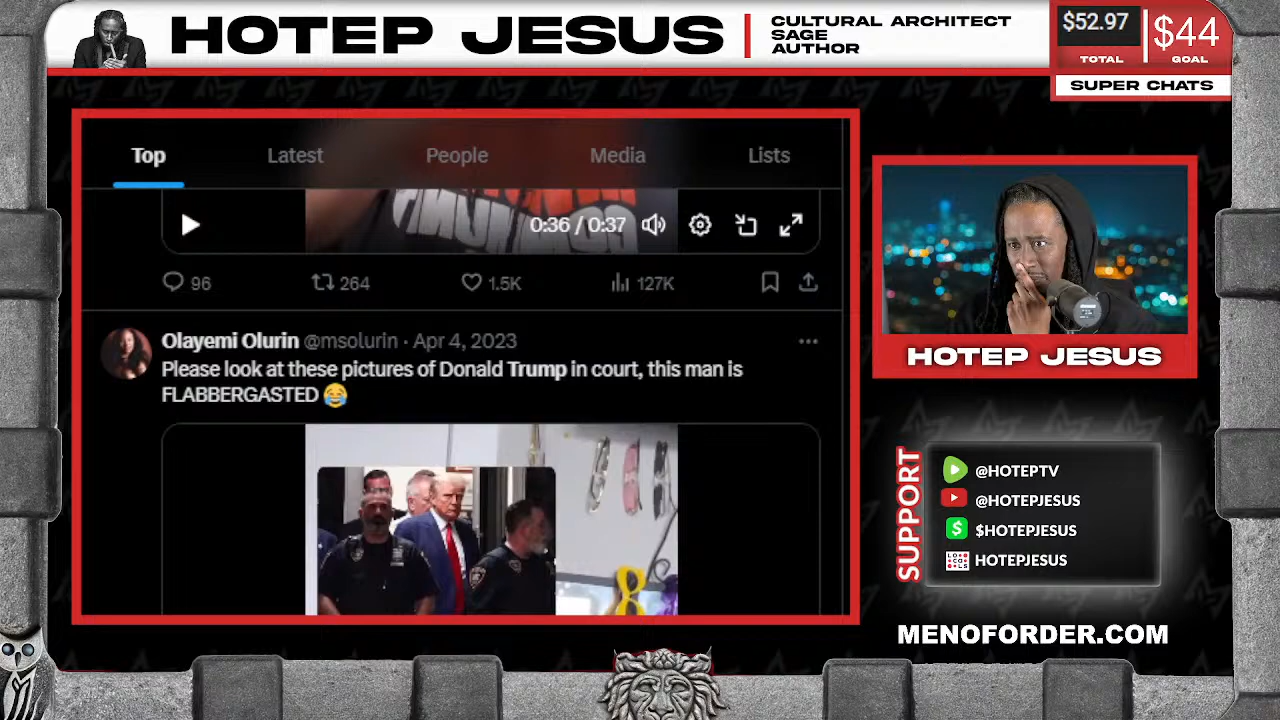 HOTEP JESUS
CULTURAL ARCHITECT
SAGE
AUTHOR
$52.97
TOTAL
$44
GOAL
SUPER CHATS
Top
Latest
People
Media
Lists
0:36 / 0:37
96
264
1.5K
127K
Olayemi Olurin @msolurin · Apr 4, 2023
Please look at these pictures of Donald Trump in court, this man is
FLABBERGASTED 😂
HOTEP JESUS
SUPPORT
@HOTEPTV
@HOTEPJESUS
$HOTEPJESUS
HOTEPJESUS
MENOFORDER.COM